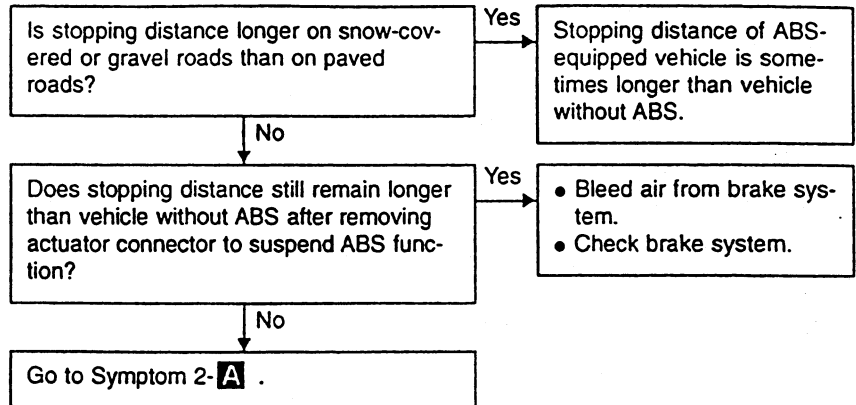 Is stopping distance longer on snow-cov-
ered or gravel roads than on paved
roads?
Yes
Stopping distance of ABS-
equipped vehicle is some-
times longer than vehicle
without ABS.
No
Does stopping distance still remain longer
than vehicle without ABS after removing
actuator connector to suspend ABS func-
tion?
Yes
● Bleed air from brake sys-
tem.
● Check brake system.
No
Go to Symptom 2- A .